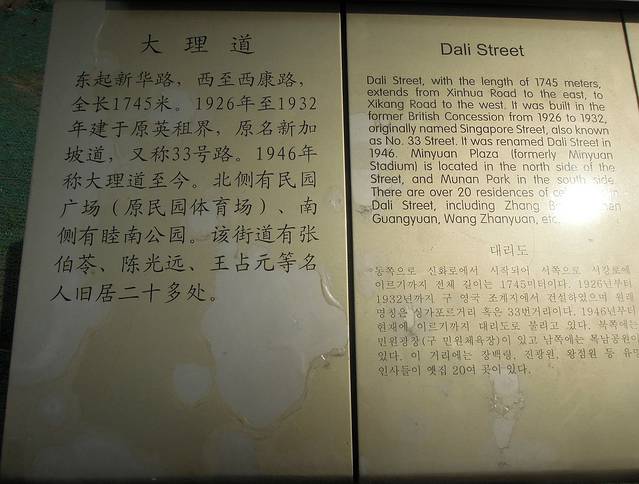 大理道
东起新华路，西至西康路，
全长1745米。1926年至1932
年建于原英租界，原名新加
坡道，又称33号路。1946年
称大理道至今。北侧有民园
广场（原民园体育场）、南
侧有睦南公园。该街道有张
伯苓、陈光远、王占元等名
人旧居二十多处。
Dali Street
Dali Street, with the length of 1745 meters,
extends from Xinhua Road to the east, to
Xikang Road to the west. It was built in the
former British Concession from 1926 to 1932,
originally named Singapore Street, also known
as No. 33 Street. It was renamed Dali Street in
1946. Minyuan Plaza (formerly Minyuan
Stadium) is located in the north side of the
Street, and Munan Park in the south side.
There are over 20 residences of
Dali Street, including Zhang
Guangyuan, Wang Zhanyuan, etc.
대리도
동쪽으로 신화로에서 시작되어 서쪽으로 서강로에
이르기까지 전체 길이는 1745미터이다. 1926년부터
1932년까지 구 영국 조계지에서 건설하였으며 원래
명칭은 싱가포르거리 혹은 33번거리이다. 1946년부터
현재에 이르기까지 대리도로 불리고 있다. 북쪽에는
민원광장(구 민원체육장)이 있고 남쪽에는 목남공원이
있다. 이 거리에는 장백령, 진광원, 왕점원 등 유명
인사들이 옛집 20여 곳이 있다.